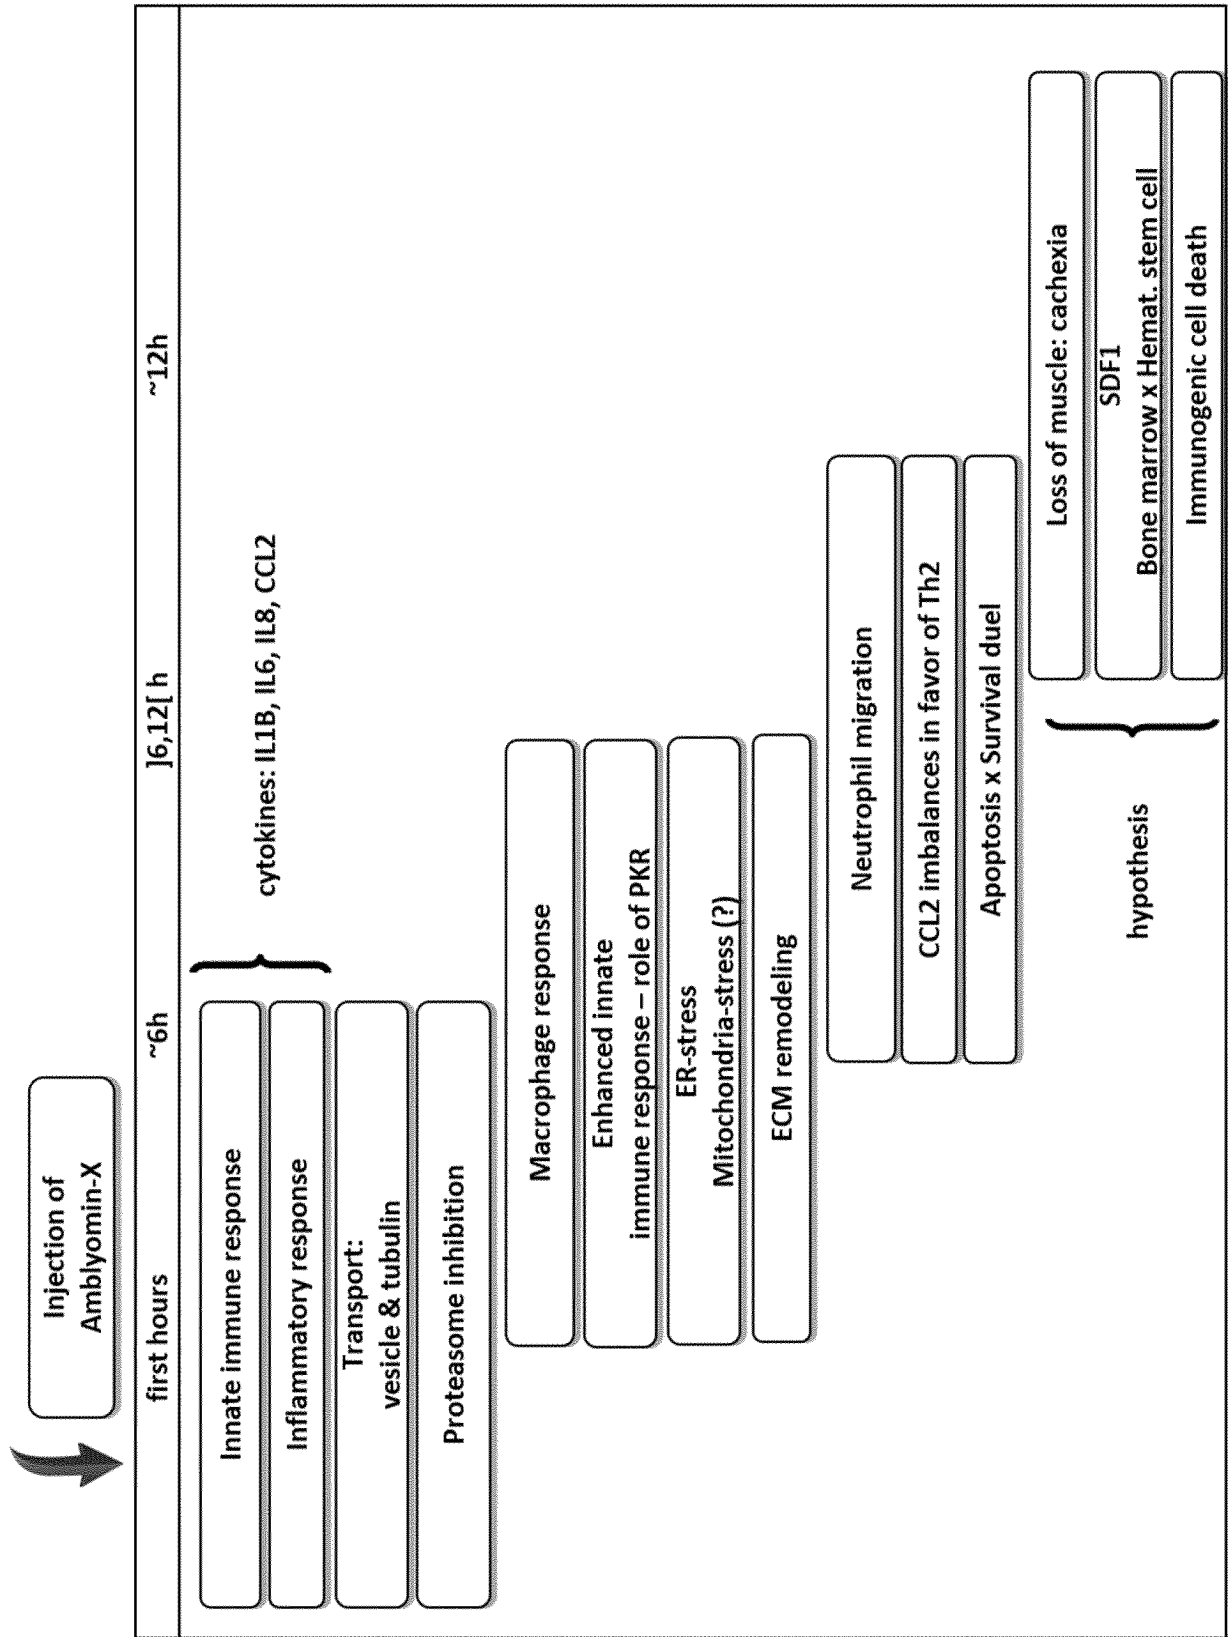 Injection of
Amblyomin-X
first hours
~6h
]6,12[ h
~12h
Innate immune response
Inflammatory response
cytokines: IL1B, IL6, IL8, CCL2
Transport:
vesicle & tubulin
Proteasome inhibition
Macrophage response
Enhanced innate
immune response – role of PKR
ER-stress
Mitochondria-stress (?)
ECM remodeling
Neutrophil migration
CCL2 imbalances in favor of Th2
Apoptosis x Survival duel
hypothesis
Loss of muscle: cachexia
SDF1
Bone marrow x Hemat. stem cell
Immunogenic cell death